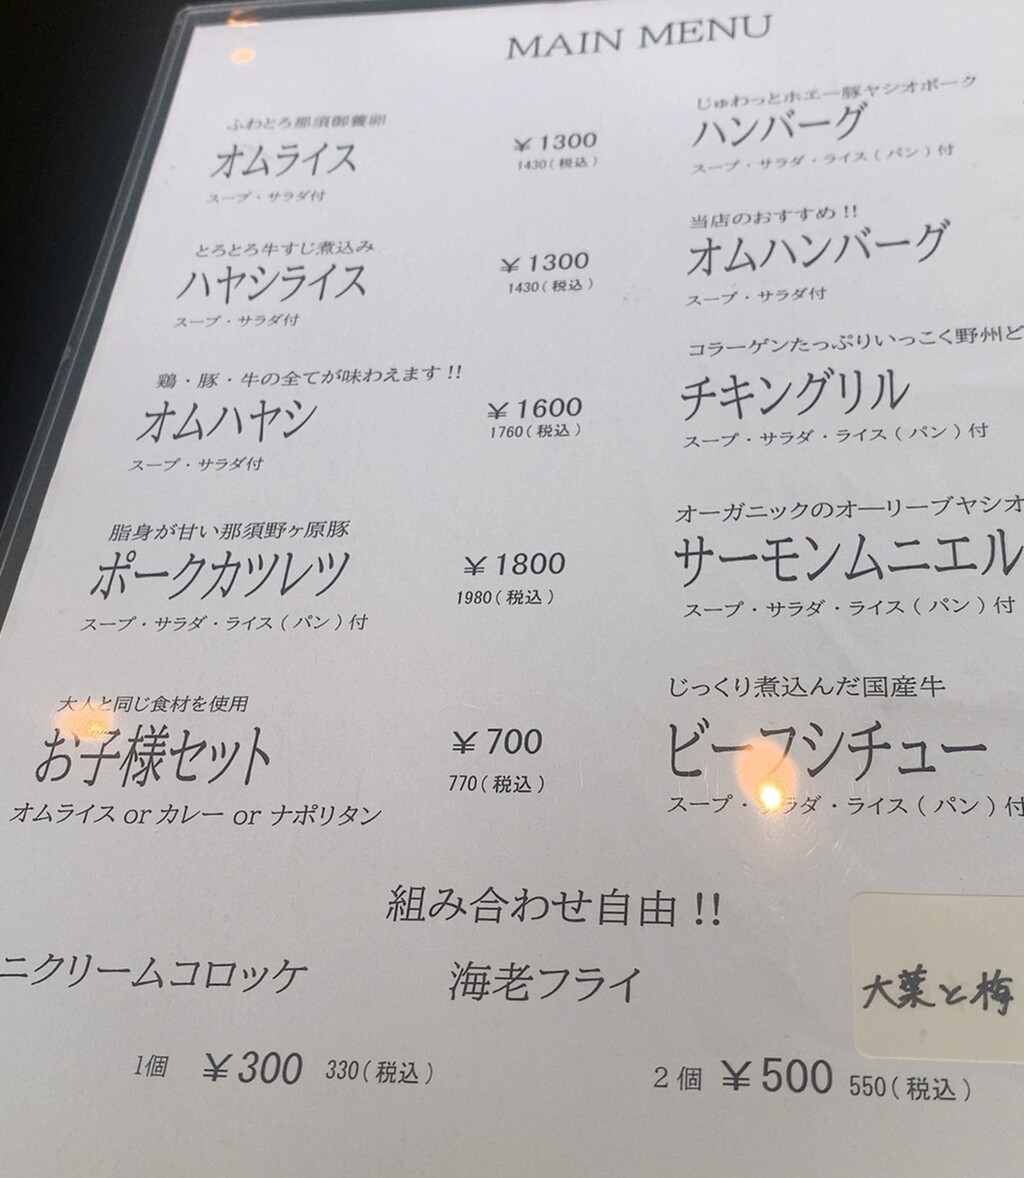 MAIN MENU
ふわとろ那須御養卵
オムライス
¥1300
1430(税込)
スープ・サラダ付
とろとろ牛すじ煮込み
ハヤシライス
¥1300
1430(税込)
スープ・サラダ付
鶏・豚・牛の全てが味わえます!!
オムハヤシ
¥1600
1760(税込)
スープ・サラダ付
脂身が甘い那須野ヶ原豚
ポークカツレツ
¥1800
1980(税込)
スープ・サラダ・ライス(パン)付
大人と同じ食材を使用
お子様セット
¥700
770(税込)
オムライス or カレー or ナポリタン
じゅわっとホエー豚ヤシオポーク
ハンバーグ
スープ・サラダ・ライス(パン)付
当店のおすすめ!!
オムハンバーグ
スープ・サラダ付
コラーゲンたっぷりいっこく野州ど
チキングリル
スープ・サラダ・ライス(パン)付
オーガニックのオーリーブヤシオ
サーモンムニエル
スープ・サラダ・ライス(パン)付
じっくり煮込んだ国産牛
ビーフシチュー
スープ・サラダ・ライス(パン)付
組み合わせ自由!!
ニクリームコロッケ
海老フライ
大葉と梅
1個 ¥300 330(税込)
2個 ¥500 550(税込)